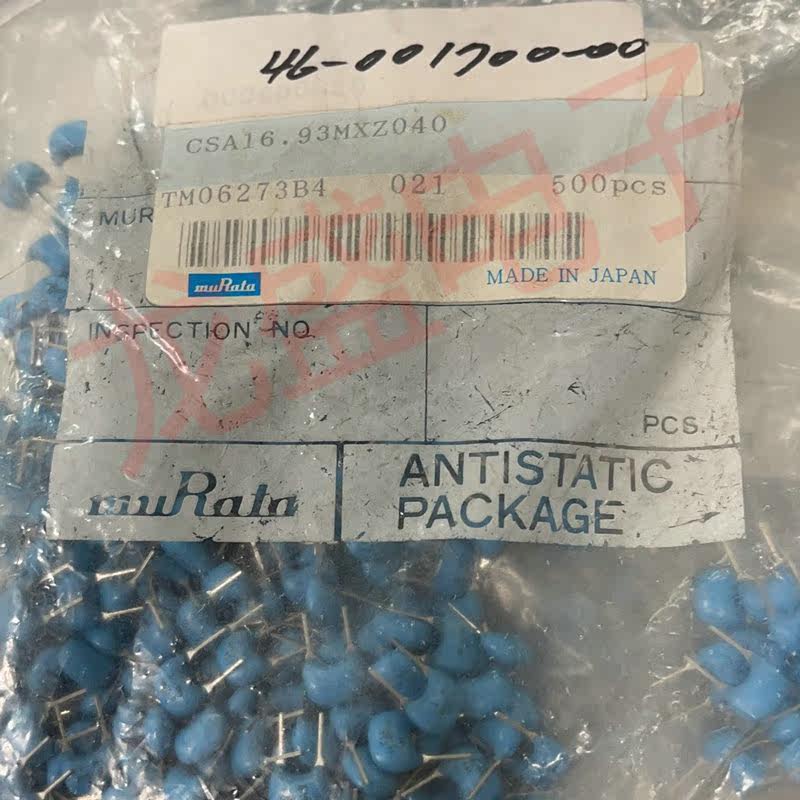 46-001700-00
CSA16.93MXZ040
TM06273B4 021 500pcs
MUR
muRata
MADE IN JAPAN
INSPECTION NO
PCS.
muRata
ANTISTATIC
PACKAGE